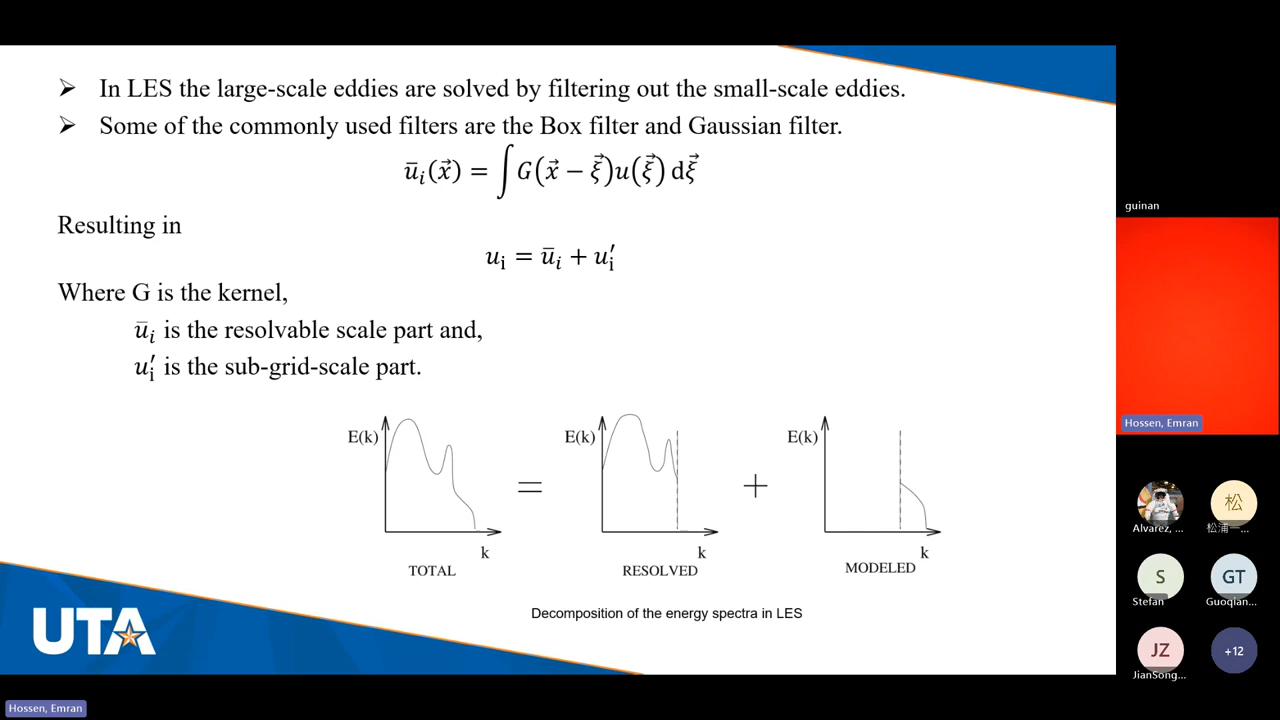 ➢ In LES the large-scale eddies are solved by filtering out the small-scale eddies.
➢ Some of the commonly used filters are the Box filter and Gaussian filter.
ū_i(x⃗) = ∫ G(x⃗ − ξ⃗)u(ξ⃗) dξ⃗
Resulting in
u_i = ū_i + u_i′
Where G is the kernel,
ū_i is the resolvable scale part and,
u_i′ is the sub-grid-scale part.
E(k)
k
TOTAL
=
E(k)
k
RESOLVED
+
E(k)
k
MODELED
Decomposition of the energy spectra in LES
UTA
guinan
Hossen, Emran
Alvarez, ...
松
松浦一...
S
Stefan
GT
Guoqian...
JZ
JianSong...
+12
Hossen, Emran